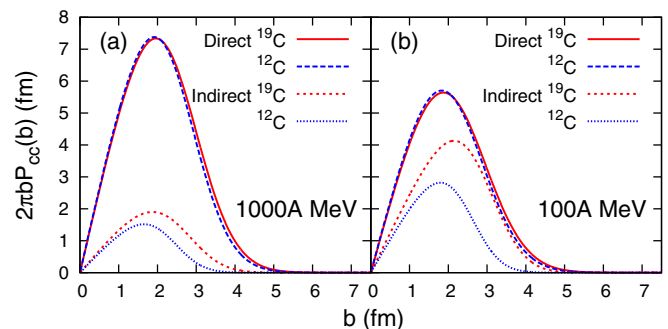 (a)
Direct ¹⁹C
¹²C
Indirect ¹⁹C
¹²C
1000A MeV
(b)
Direct ¹⁹C
¹²C
Indirect ¹⁹C
¹²C
100A MeV
2πbP_cc(b) (fm)
8
7
6
5
4
3
2
1
0
0 1 2 3 4 5 6 7
0 1 2 3 4 5 6 7
b (fm)